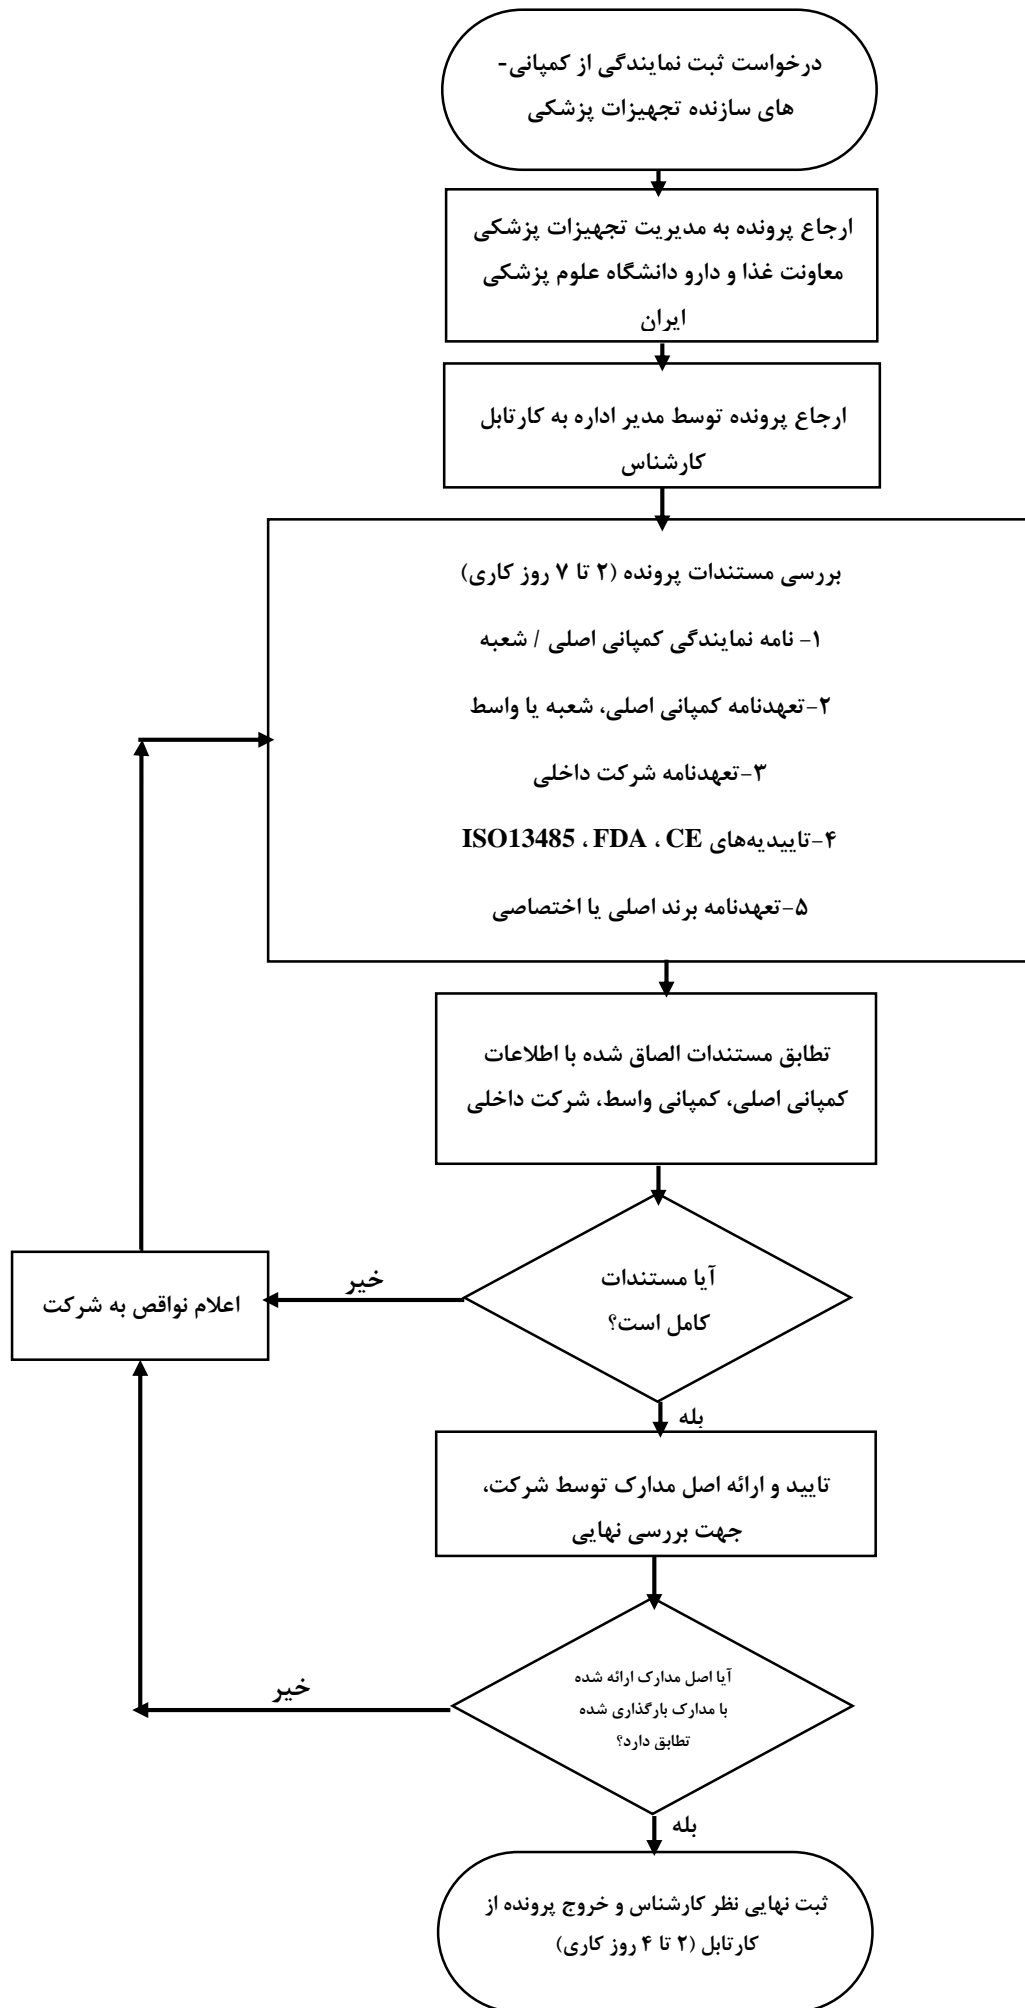 درخواست ثبت نمایندگی از کمپانی-
های سازنده تجهیزات پزشکی
ارجاع پرونده به مدیریت تجهیزات پزشکی
معاونت غذا و دارو دانشگاه علوم پزشکی
ایران
ارجاع پرونده توسط مدیر اداره به کارتابل
کارشناس
بررسی مستندات پرونده (۲ تا ۷ روز کاری)
۱- نامه نمایندگی کمپانی اصلی / شعبه
۲-تعهدنامه کمپانی اصلی، شعبه یا واسط
۳-تعهدنامه شرکت داخلی
۴-تاییدیه‌های ISO13485 ، FDA ، CE
۵-تعهدنامه برند اصلی یا اختصاصی
تطابق مستندات الصاق شده با اطلاعات
کمپانی اصلی، کمپانی واسط، شرکت داخلی
آیا مستندات
کامل است؟
خیر
اعلام نواقص به شرکت
بله
تایید و ارائه اصل مدارک توسط شرکت،
جهت بررسی نهایی
آیا اصل مدارک ارائه شده
با مدارک بارگذاری شده
تطابق دارد؟
خیر
بله
ثبت نهایی نظر کارشناس و خروج پرونده از
کارتابل (۲ تا ۴ روز کاری)